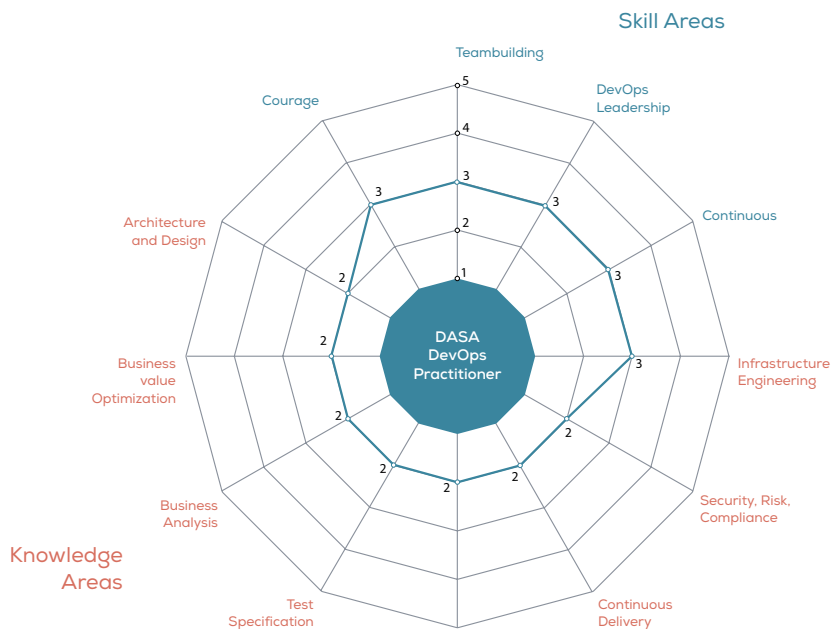 Skill Areas
Teambuilding
DevOps
Leadership
Courage
Continuous
Architecture
and Design
Infrastructure
Engineering
Business
value
Optimization
Security, Risk,
Compliance
Business
Analysis
Knowledge
Areas
Test
Specification
Continuous
Delivery
DASA
DevOps
Practitioner
5
4
3
2
1
3
3
3
3
2
2
2
2
2
2
2